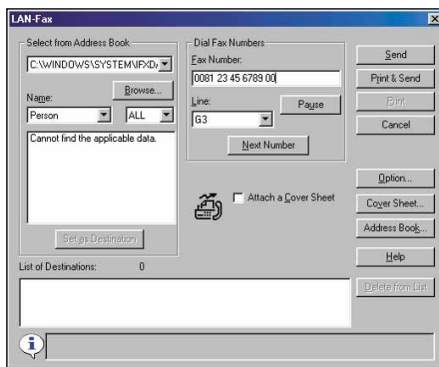 LAN-Fax
Select from Address Book
C:\WINDOWS\SYSTEM\IFXD
Browse...
Name:
Person
ALL
Cannot find the applicable data.
Set as Destination
Dial Fax Numbers
Fax Number:
0081 23 45 6789 00
Line:
G3
Pause
Next Number
Attach a Cover Sheet
Send
Print & Send
Print
Cancel
Option...
Cover Sheet...
Address Book...
Help
Delete from List
List of Destinations: 0